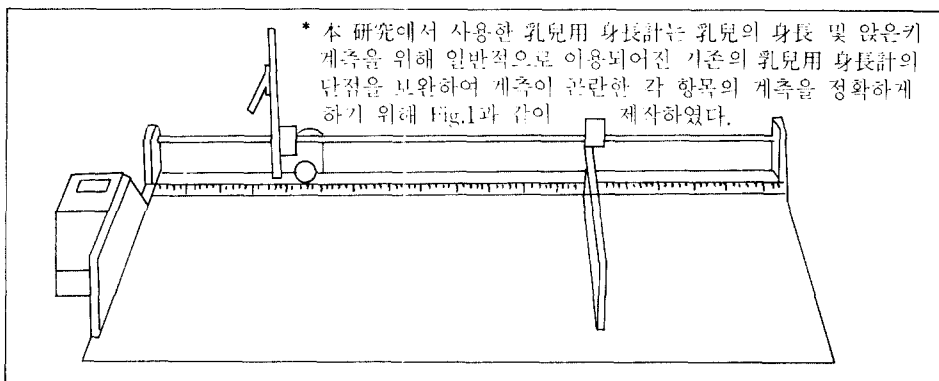 * 本 硏究에서 사용한 乳兒用 身長計는 乳兒의 身長 및 앉은키
계측을 위해 일반적으로 이용되어진 기존의 乳兒用 身長計의
단점을 보완하여 계측이 곤란한 각 항목의 계측을 정확하게
하기 위해 Fig.1과 같이 제작하였다.